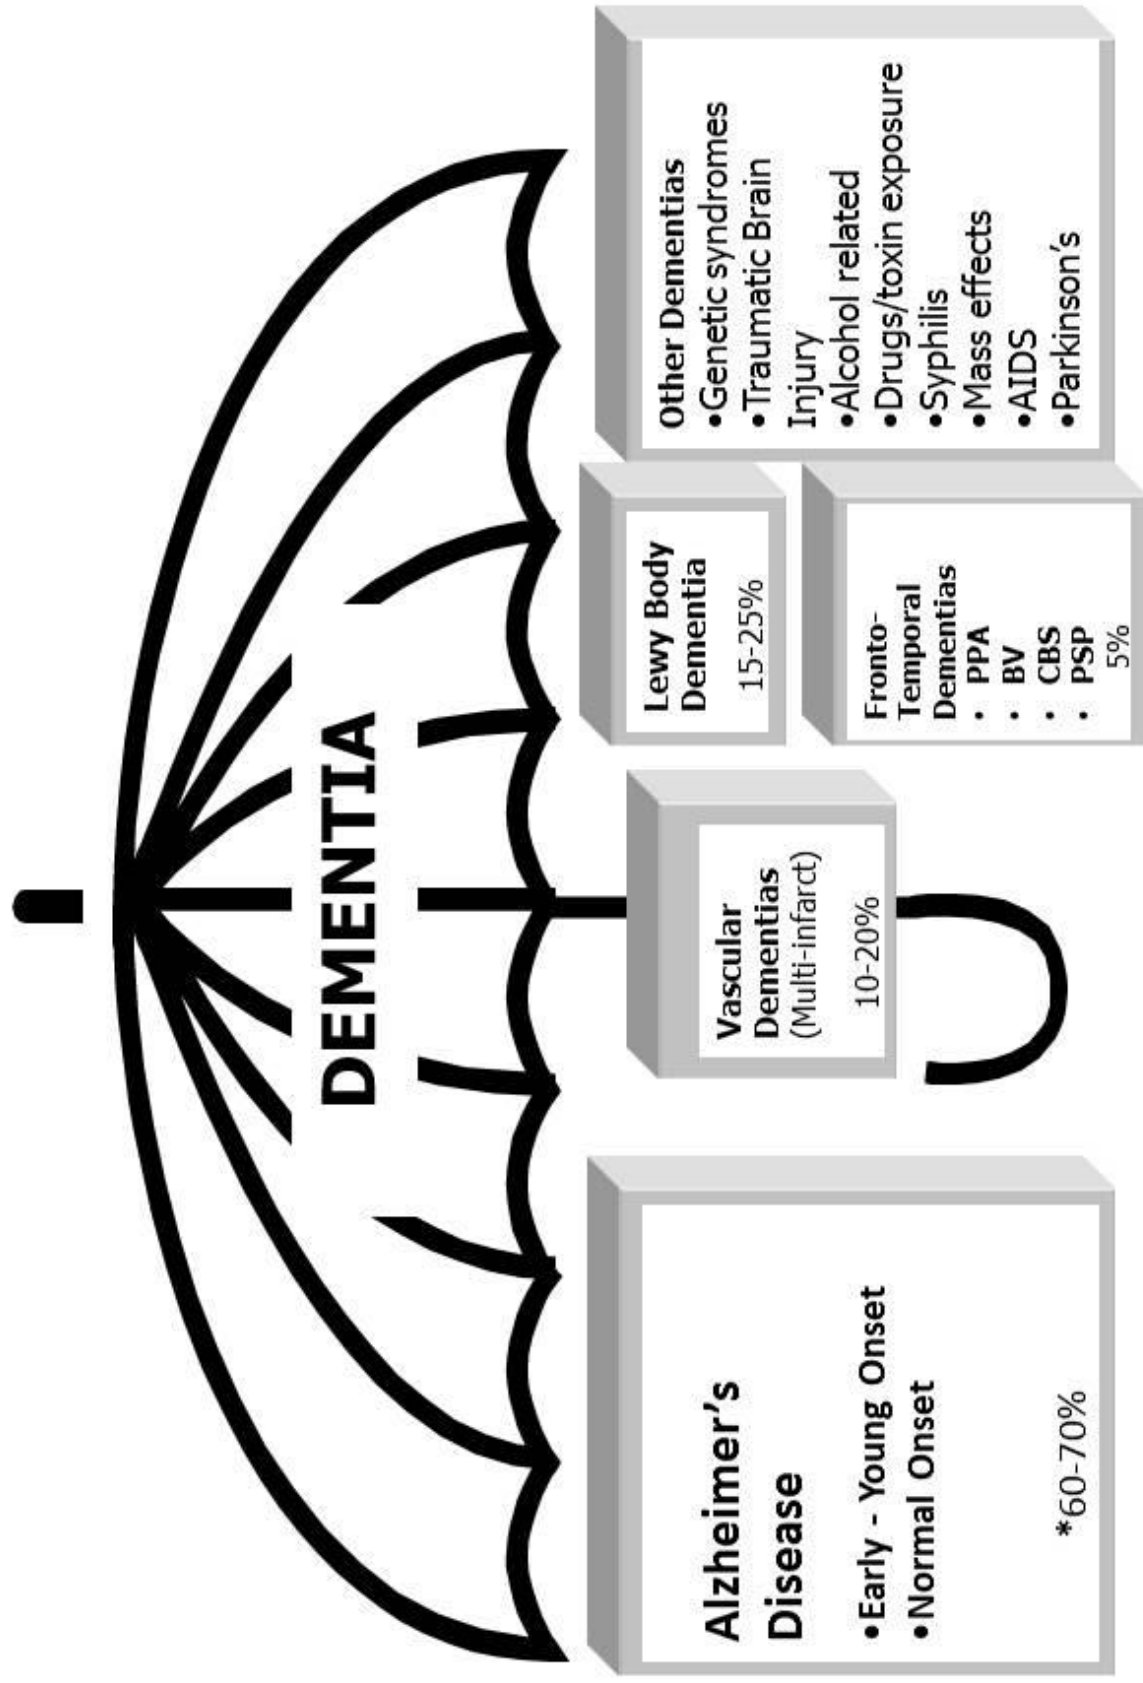 DEMENTIA
Alzheimer's
Disease
•Early - Young Onset
•Normal Onset
*60-70%
Vascular
Dementias
(Multi-infarct)
10-20%
Lewy Body
Dementia
15-25%
Fronto-
Temporal
Dementias
• PPA
• BV
• CBS
• PSP
5%
Other Dementias
•Genetic syndromes
•Traumatic Brain
Injury
•Alcohol related
•Drugs/toxin exposure
•Syphilis
•Mass effects
•AIDS
•Parkinson's